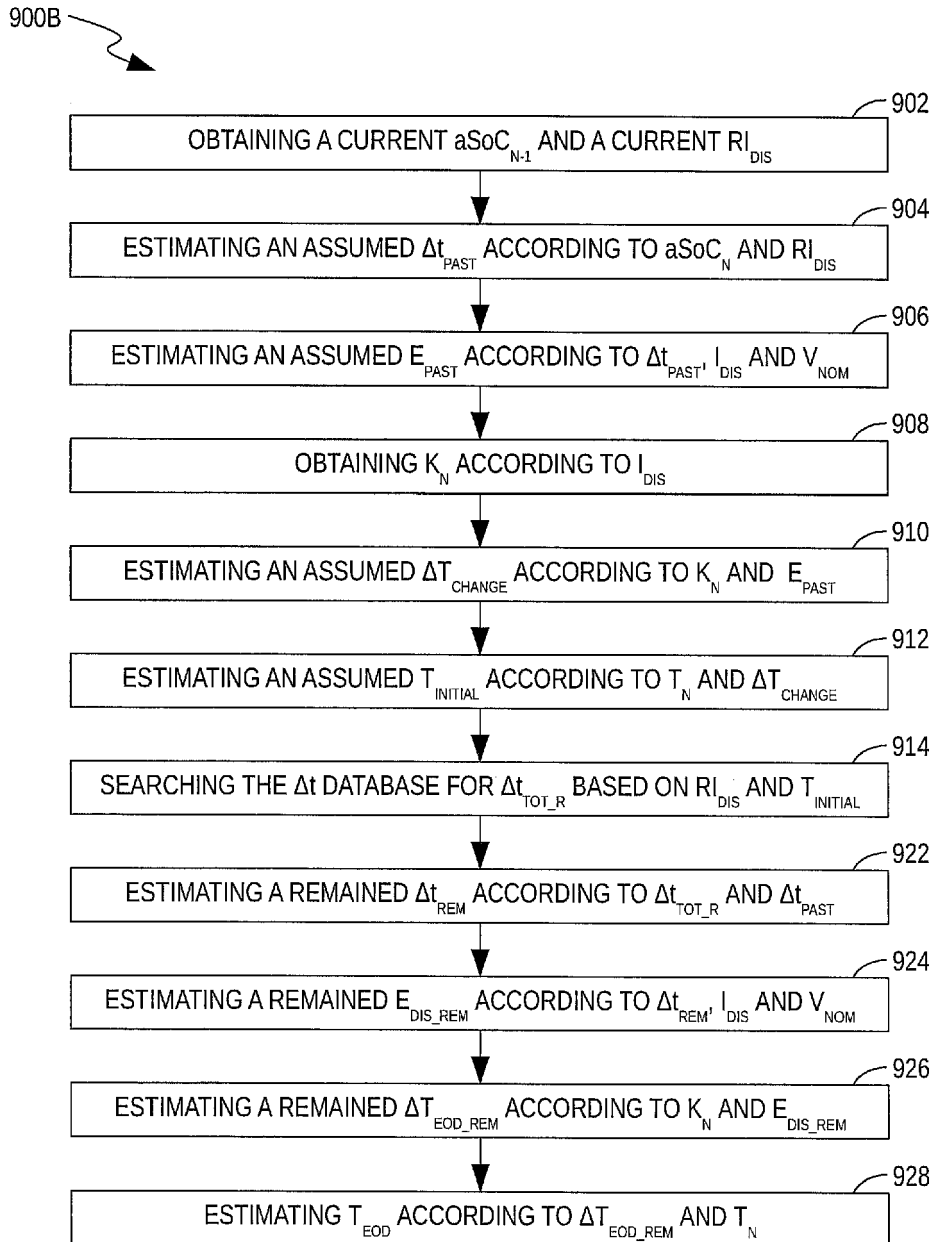 900B
902
OBTAINING A CURRENT aSoC_N-1 AND A CURRENT RI_DIS
904
ESTIMATING AN ASSUMED Δt_PAST ACCORDING TO aSoC_N AND RI_DIS
906
ESTIMATING AN ASSUMED E_PAST ACCORDING TO Δt_PAST, I_DIS AND V_NOM
908
OBTAINING K_N ACCORDING TO I_DIS
910
ESTIMATING AN ASSUMED ΔT_CHANGE ACCORDING TO K_N AND E_PAST
912
ESTIMATING AN ASSUMED T_INITIAL ACCORDING TO T_N AND ΔT_CHANGE
914
SEARCHING THE Δt DATABASE FOR Δt_TOT_R BASED ON RI_DIS AND T_INITIAL
922
ESTIMATING A REMAINED Δt_REM ACCORDING TO Δt_TOT_R AND Δt_PAST
924
ESTIMATING A REMAINED E_DIS_REM ACCORDING TO Δt_REM, I_DIS AND V_NOM
926
ESTIMATING A REMAINED ΔT_EOD_REM ACCORDING TO K_N AND E_DIS_REM
928
ESTIMATING T_EOD ACCORDING TO ΔT_EOD_REM AND T_N